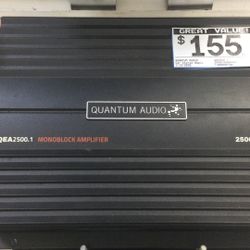 GREAT VALUE!
$155
QUANTUM AUDIO
QEA2500.1 MONOBLOCK AMPLIFIER
2500